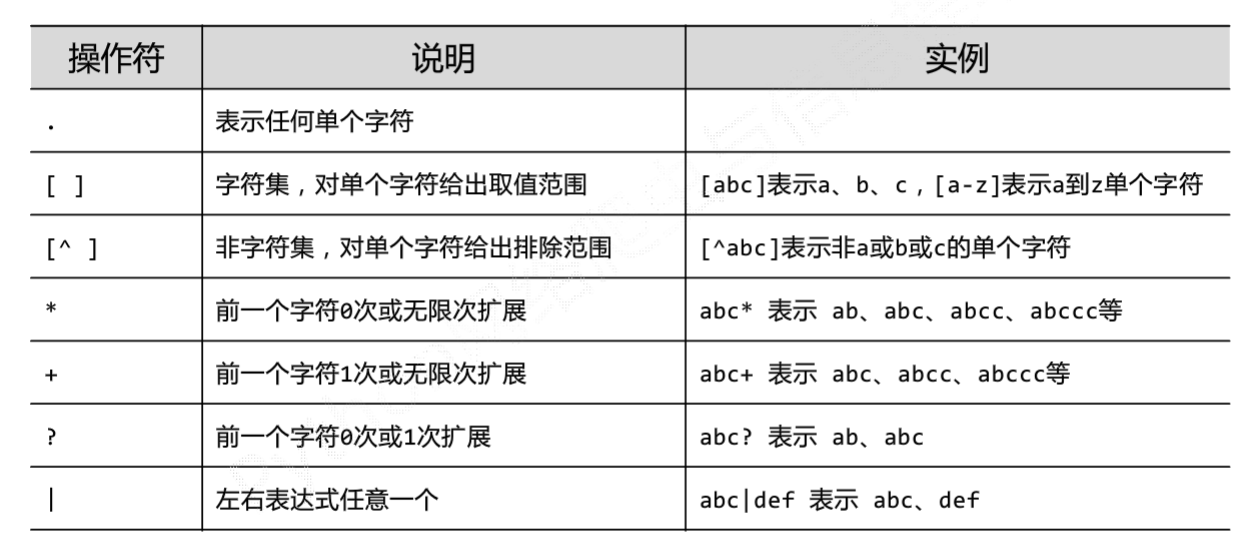 操作符 说明 实例
. 表示任何单个字符
[ ] 字符集，对单个字符给出取值范围 [abc]表示a、b、c，[a-z]表示a到z单个字符
[^ ] 非字符集，对单个字符给出排除范围 [^abc]表示非a或b或c的单个字符
* 前一个字符0次或无限次扩展 abc* 表示 ab、abc、abcc、abccc等
+ 前一个字符1次或无限次扩展 abc+ 表示 abc、abcc、abccc等
? 前一个字符0次或1次扩展 abc? 表示 ab、abc
| 左右表达式任意一个 abc|def 表示 abc、def